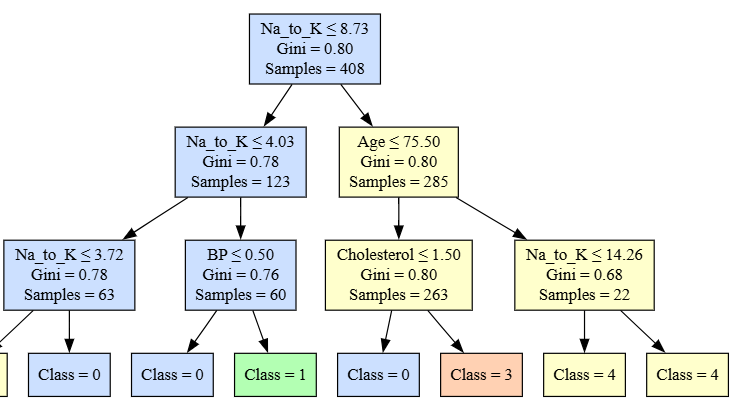 Na_to_K ≤ 8.73
Gini = 0.80
Samples = 408
Na_to_K ≤ 4.03
Gini = 0.78
Samples = 123
Age ≤ 75.50
Gini = 0.80
Samples = 285
Na_to_K ≤ 3.72
Gini = 0.78
Samples = 63
BP ≤ 0.50
Gini = 0.76
Samples = 60
Cholesterol ≤ 1.50
Gini = 0.80
Samples = 263
Na_to_K ≤ 14.26
Gini = 0.68
Samples = 22
Class = 0
Class = 0
Class = 1
Class = 0
Class = 3
Class = 4
Class = 4